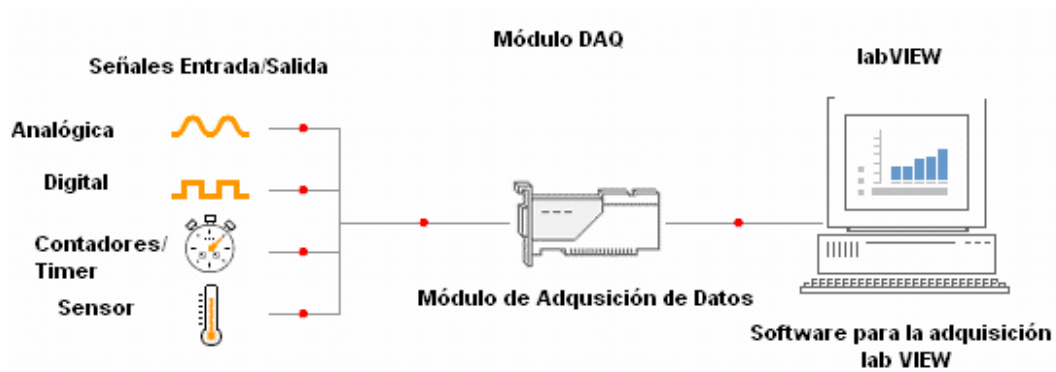 Módulo DAQ
labVIEW
Señales Entrada/Salida
Analógica
Digital
Contadores/
Timer
Sensor
Módulo de Adqusición de Datos
Software para la adquisición
lab VIEW